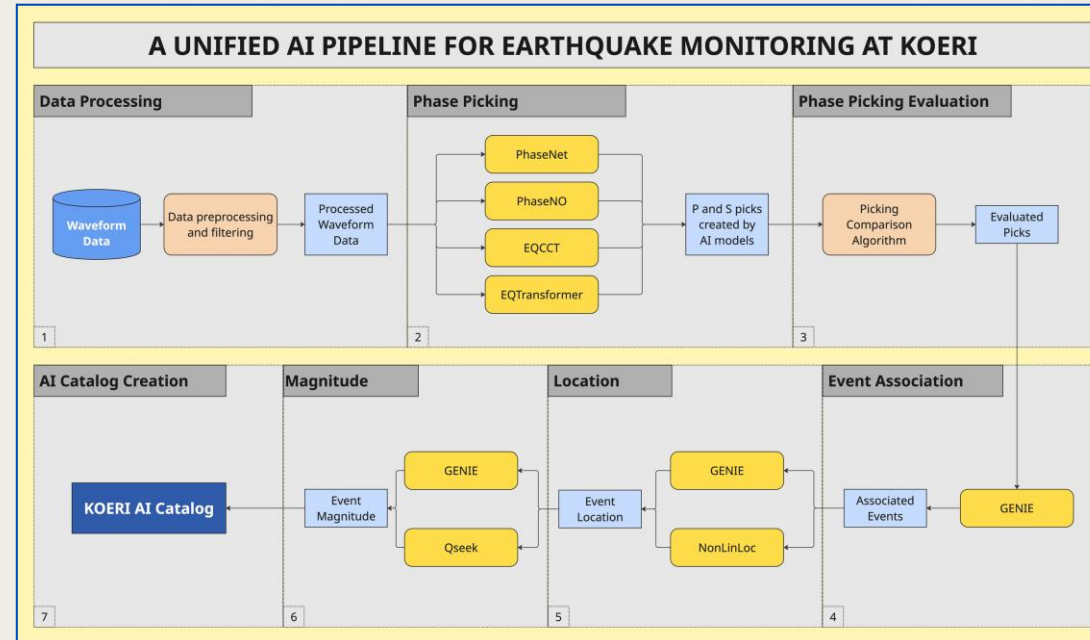 A UNIFIED AI PIPELINE FOR EARTHQUAKE MONITORING AT KOERI
Data Processing
Waveform
Data
Data preprocessing
and filtering
Processed
Waveform
Data
1
Phase Picking
PhaseNet
PhaseNO
EQCCT
EQTransformer
P and S picks
created by
AI models
2
Phase Picking Evaluation
Picking
Comparison
Algorithm
Evaluated
Picks
3
AI Catalog Creation
KOERI AI Catalog
7
Magnitude
Event
Magnitude
GENIE
Qseek
6
Location
Event
Location
GENIE
NonLinLoc
5
Event Association
Associated
Events
GENIE
4